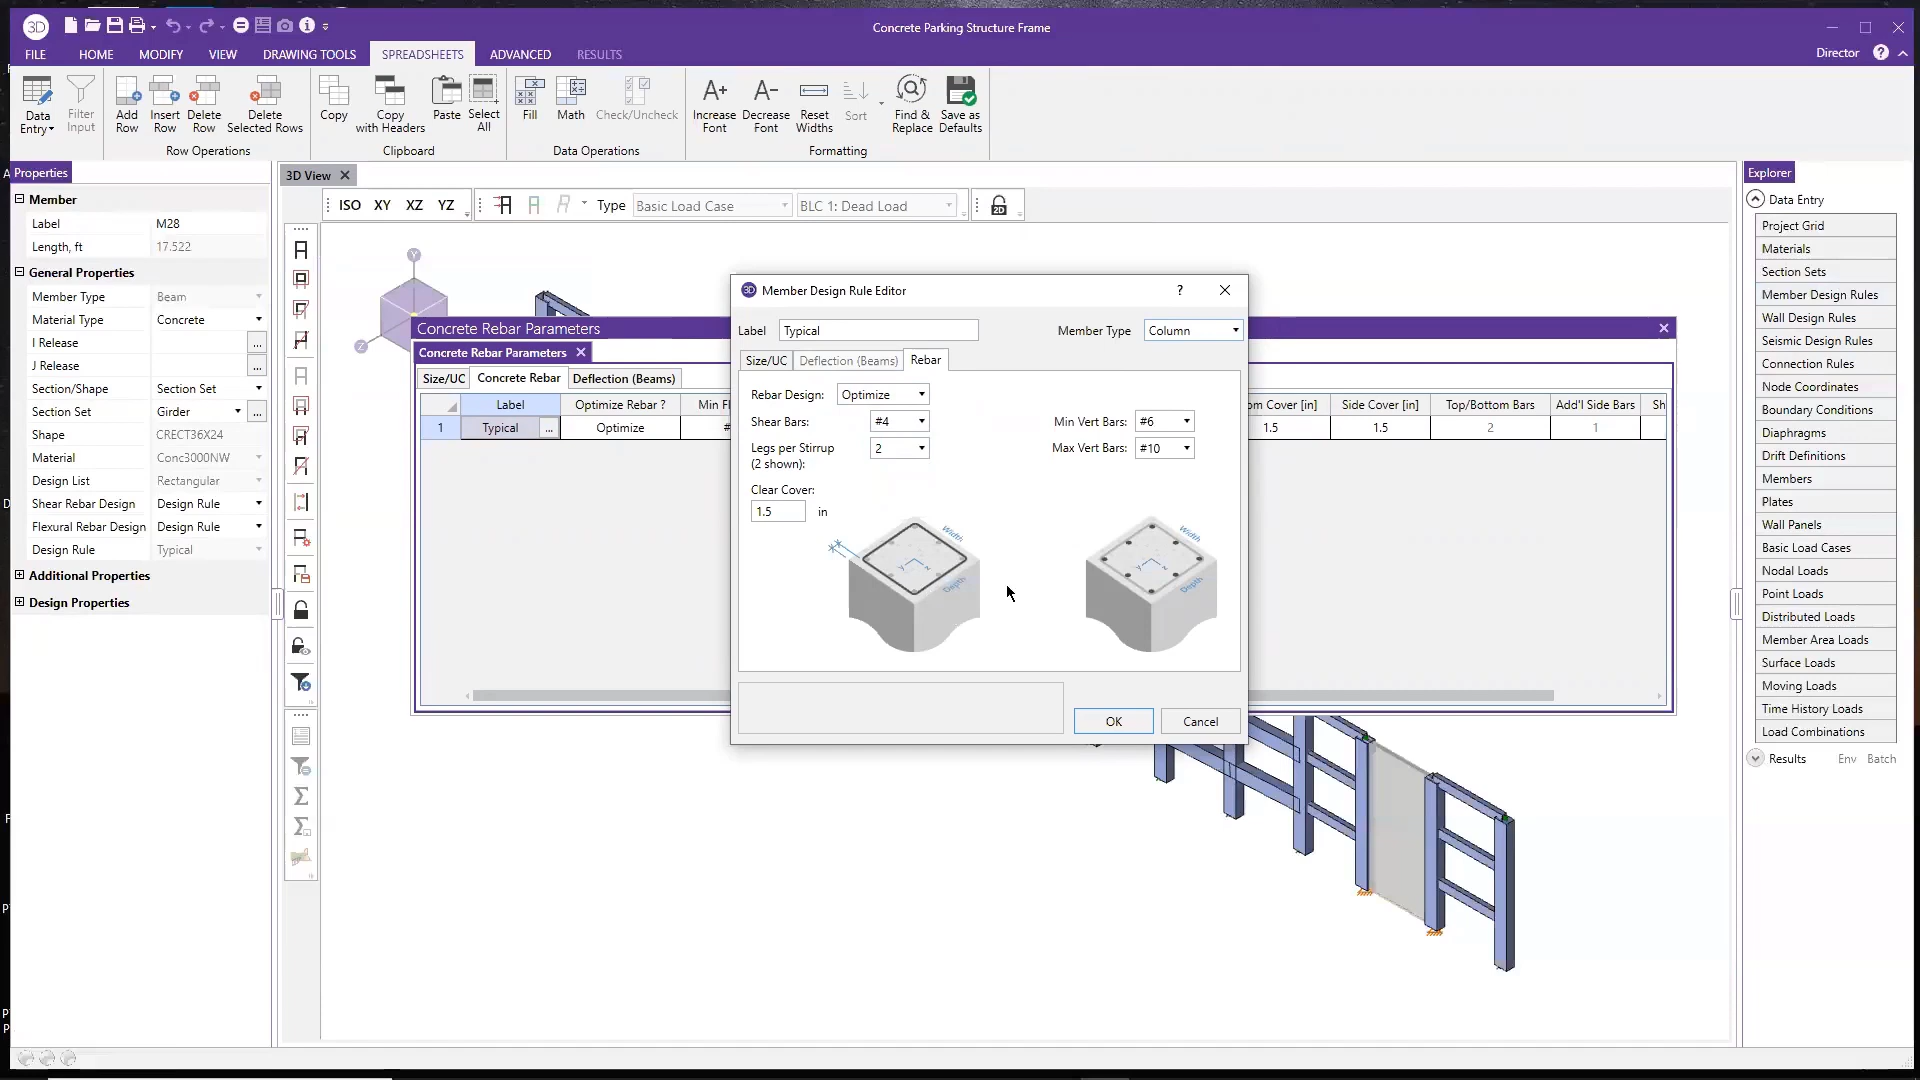 3D
Concrete Parking Structure Frame
FILE HOME MODIFY VIEW DRAWING TOOLS SPREADSHEETS ADVANCED RESULTS
Director
Data Entry
Filter Input
Add Row
Insert Row
Delete Row
Delete Selected Rows
Copy
Copy with Headers
Paste
Select All
Fill
Math
Check/Uncheck
Increase Font
Decrease Font
Reset Widths
Sort
Find & Replace
Save as Defaults
Row Operations
Clipboard
Data Operations
Formatting
Properties
Member
Label M28
Length, ft 17.522
General Properties
Member Type Beam
Material Type Concrete
I Release ...
J Release ...
Section/Shape Section Set
Section Set Girder ...
Shape CRECT36X24
Material Conc3000NW
Design List Rectangular
Shear Rebar Design Design Rule
Flexural Rebar Design Design Rule
Design Rule Typical
Additional Properties
Design Properties
3D View
ISO XY XZ YZ Type Basic Load Case BLC 1: Dead Load
2D
Y
Z
Concrete Rebar Parameters
Concrete Rebar Parameters
Size/UC Concrete Rebar Deflection (Beams)
Label Optimize Rebar ? Min Fl
1 Typical ... Optimize #
om Cover [in] Side Cover [in] Top/Bottom Bars Add'l Side Bars Sh
1.5 1.5 2 1
3D Member Design Rule Editor ?
Label Typical Member Type Column
Size/UC Deflection (Beams) Rebar
Rebar Design: Optimize
Shear Bars: #4 Min Vert Bars: #6
Legs per Stirrup (2 shown): 2 Max Vert Bars: #10
Clear Cover:
1.5 in
Width
Depth
Width
Depth
OK Cancel
Explorer
Data Entry
Project Grid
Materials
Section Sets
Member Design Rules
Wall Design Rules
Seismic Design Rules
Connection Rules
Node Coordinates
Boundary Conditions
Diaphragms
Drift Definitions
Members
Plates
Wall Panels
Basic Load Cases
Nodal Loads
Point Loads
Distributed Loads
Member Area Loads
Surface Loads
Moving Loads
Time History Loads
Load Combinations
Results Env Batch